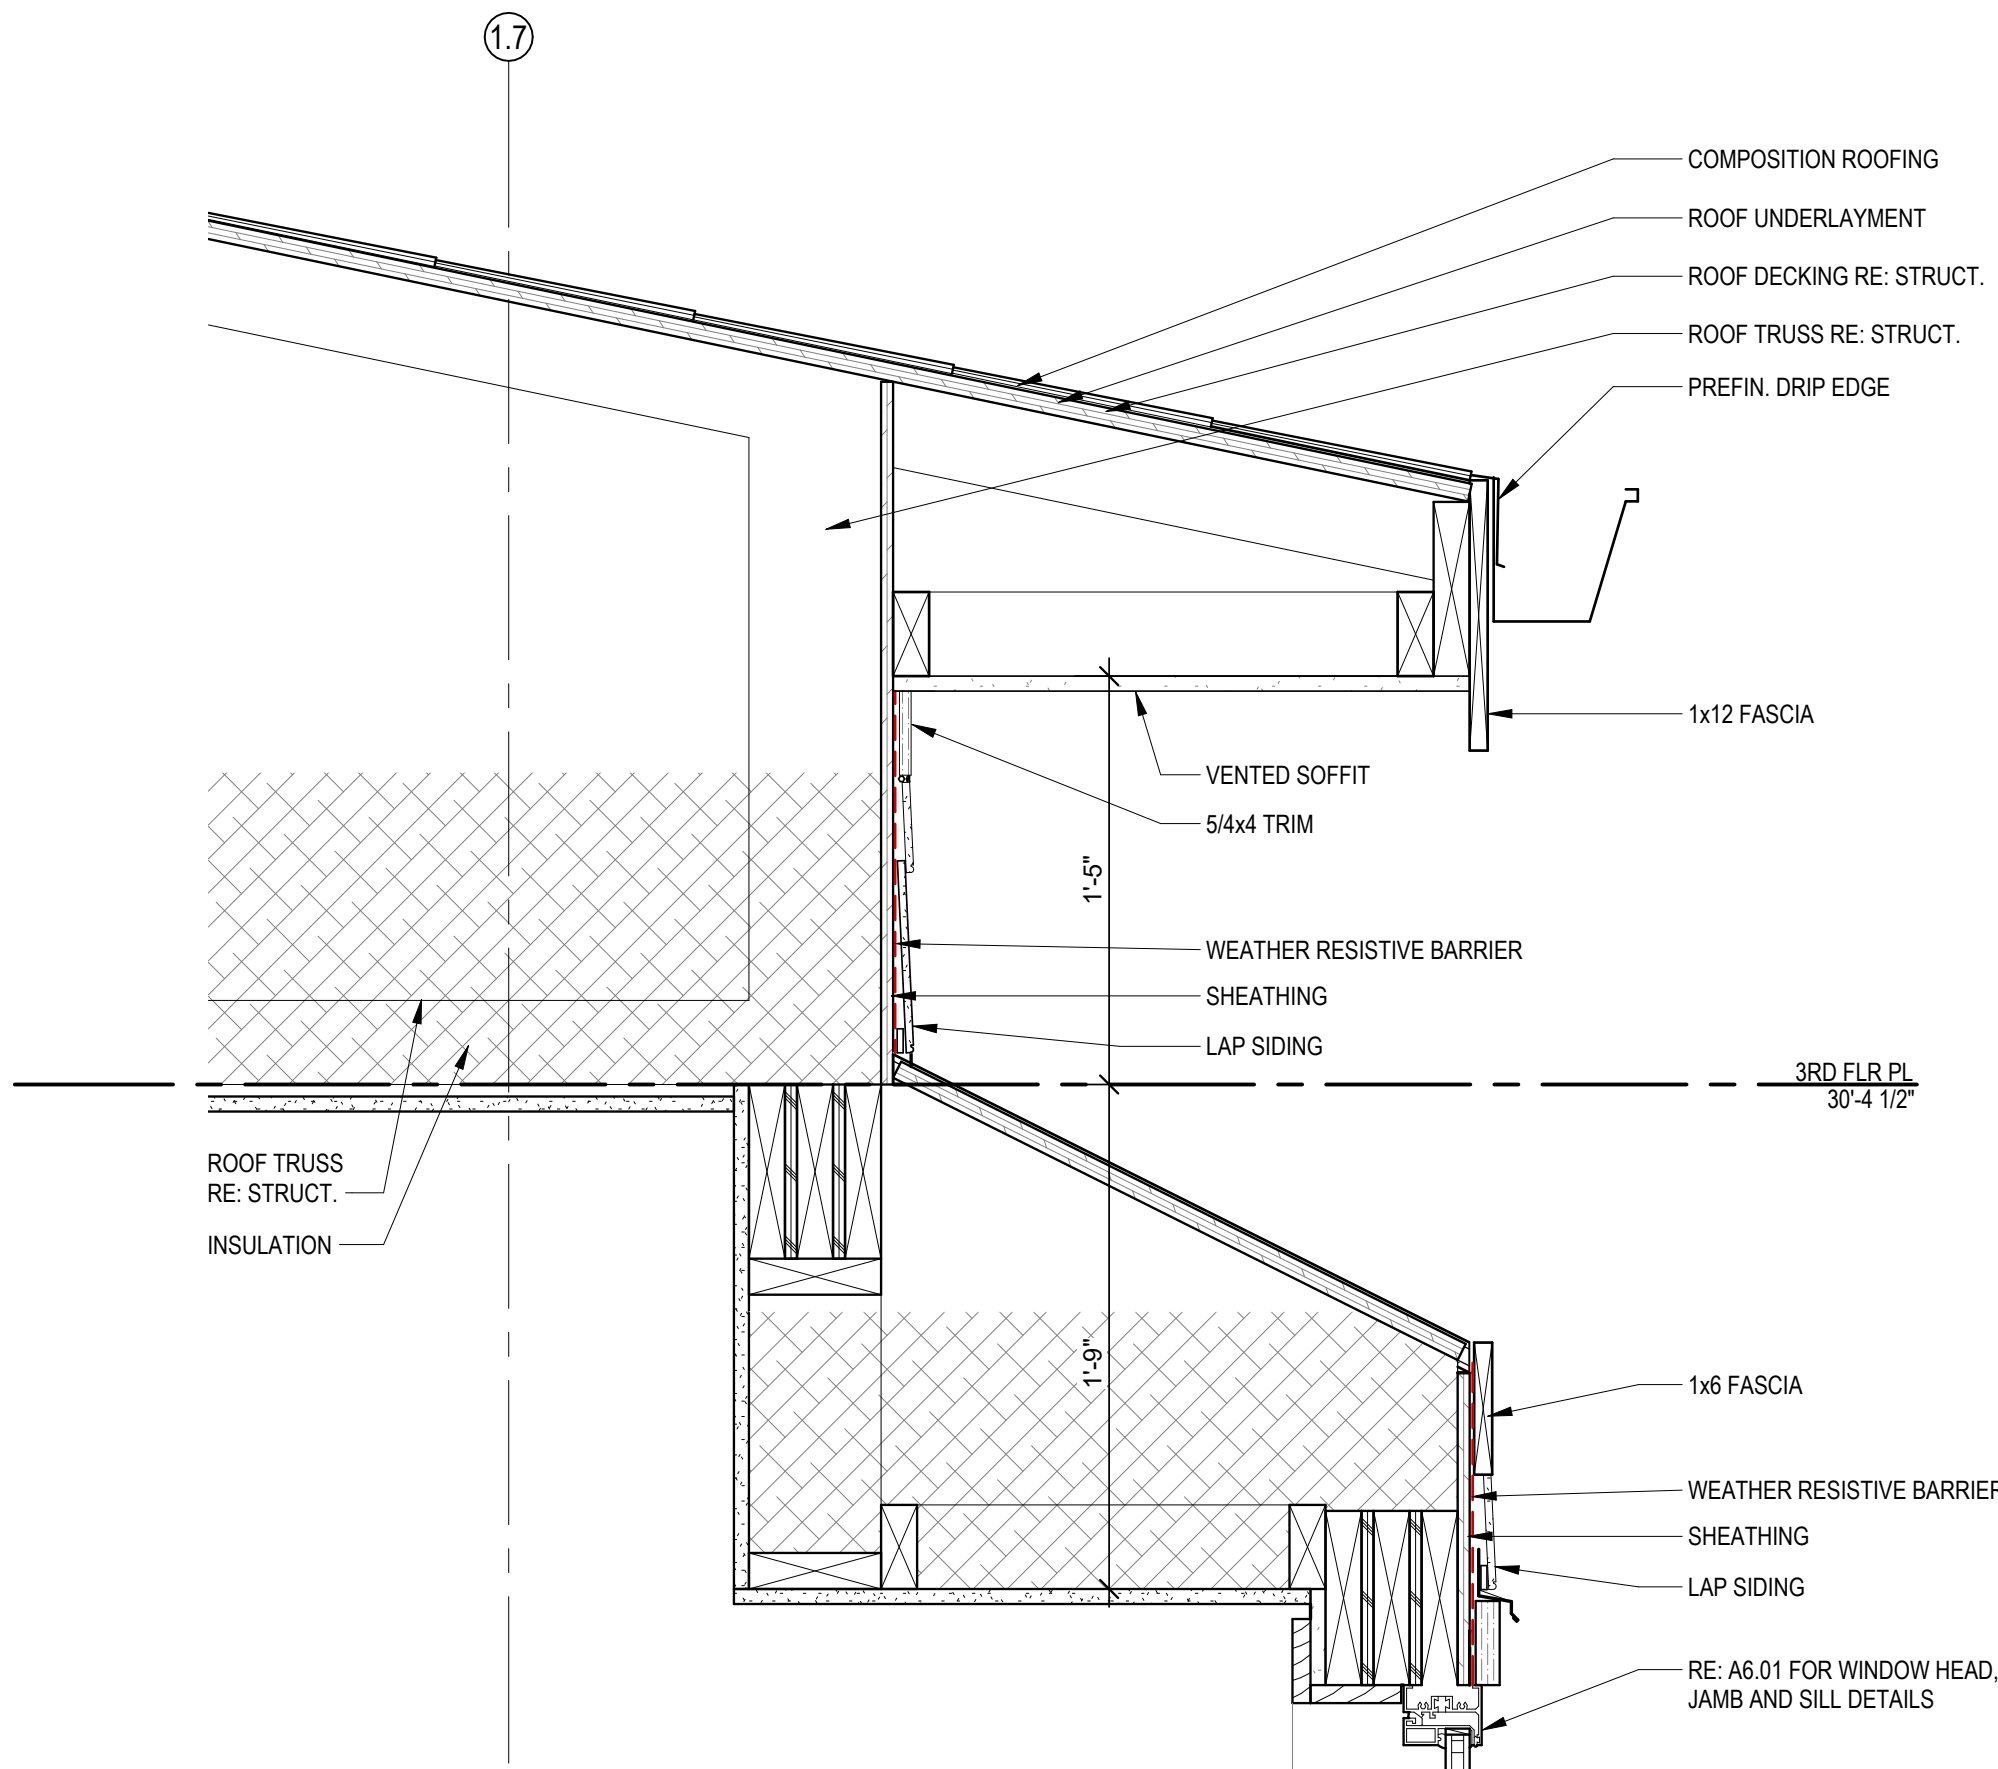 1.7
COMPOSITION ROOFING
ROOF UNDERLAYMENT
ROOF DECKING RE: STRUCT.
ROOF TRUSS RE: STRUCT.
PREFIN. DRIP EDGE
1x12 FASCIA
VENTED SOFFIT
5/4x4 TRIM
1'-5"
WEATHER RESISTIVE BARRIER
SHEATHING
LAP SIDING
3RD FLR PL
30'-4 1/2"
ROOF TRUSS
RE: STRUCT.
INSULATION
1'-9"
1x6 FASCIA
WEATHER RESISTIVE BARRIER
SHEATHING
LAP SIDING
RE: A6.01 FOR WINDOW HEAD,
JAMB AND SILL DETAILS